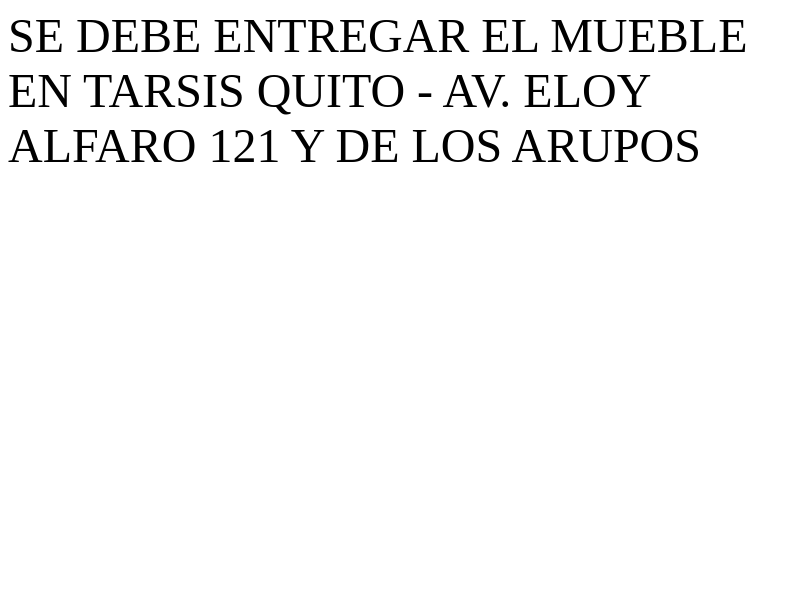 SE DEBE ENTREGAR EL MUEBLE
EN TARSIS QUITO - AV. ELOY
ALFARO 121 Y DE LOS ARUPOS